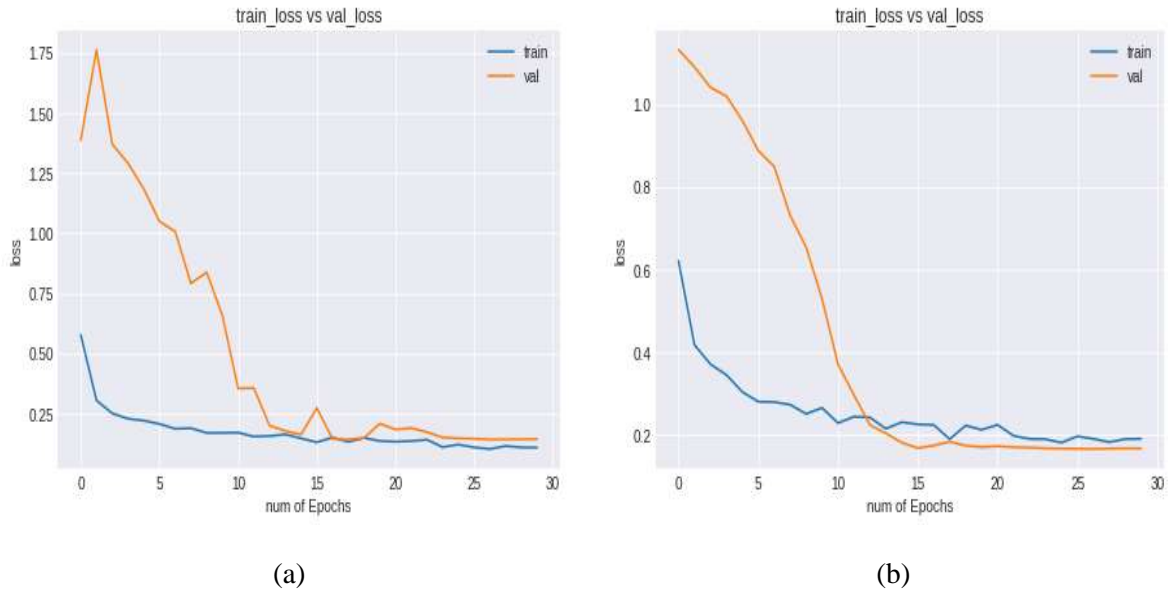 train_loss vs val_loss
train
val
1.75
1.50
1.25
1.00
0.75
0.50
0.25
loss
0 5 10 15 20 25 30
num of Epochs
(a)
train_loss vs val_loss
train
val
1.0
0.8
0.6
0.4
0.2
loss
0 5 10 15 20 25 30
num of Epochs
(b)